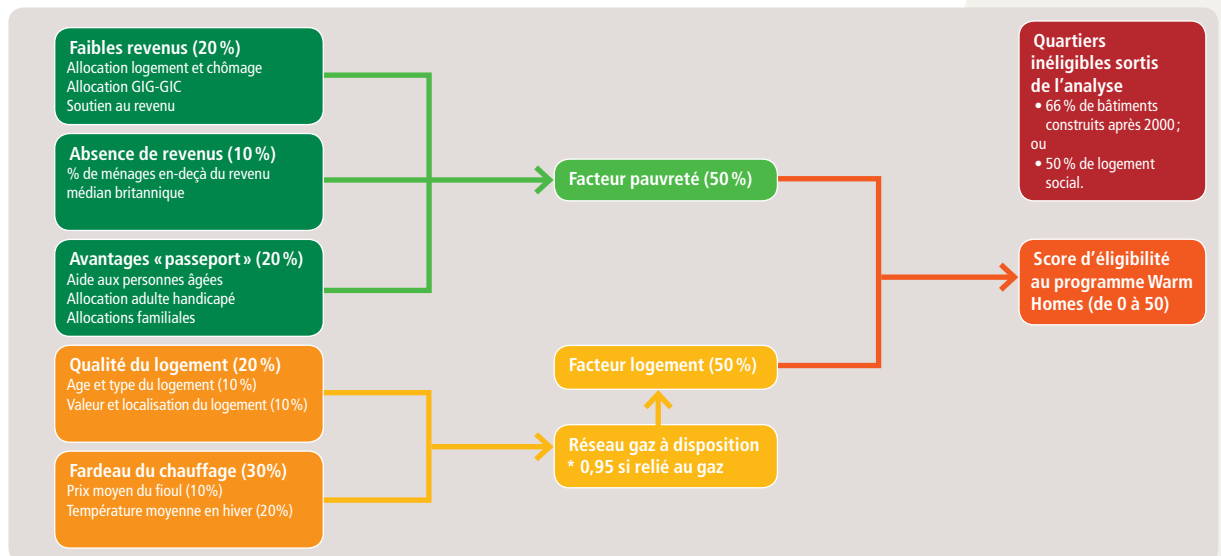 Faibles revenus (20 %)
Allocation logement et chômage
Allocation GIG-GIC
Soutien au revenu
Absence de revenus (10 %)
% de ménages en-deçà du revenu
médian britannique
Avantages « passeport » (20 %)
Aide aux personnes âgées
Allocation adulte handicapé
Allocations familiales
Qualité du logement (20 %)
Age et type du logement (10 %)
Valeur et localisation du logement (10 %)
Fardeau du chauffage (30%)
Prix moyen du fioul (10%)
Température moyenne en hiver (20%)
Facteur pauvreté (50 %)
Facteur logement (50 %)
Réseau gaz à disposition
* 0,95 si relié au gaz
Quartiers
inéligibles sortis
de l’analyse
• 66 % de bâtiments
construits après 2000 ;
ou
• 50 % de logement
social.
Score d’éligibilité
au programme Warm
Homes (de 0 à 50)